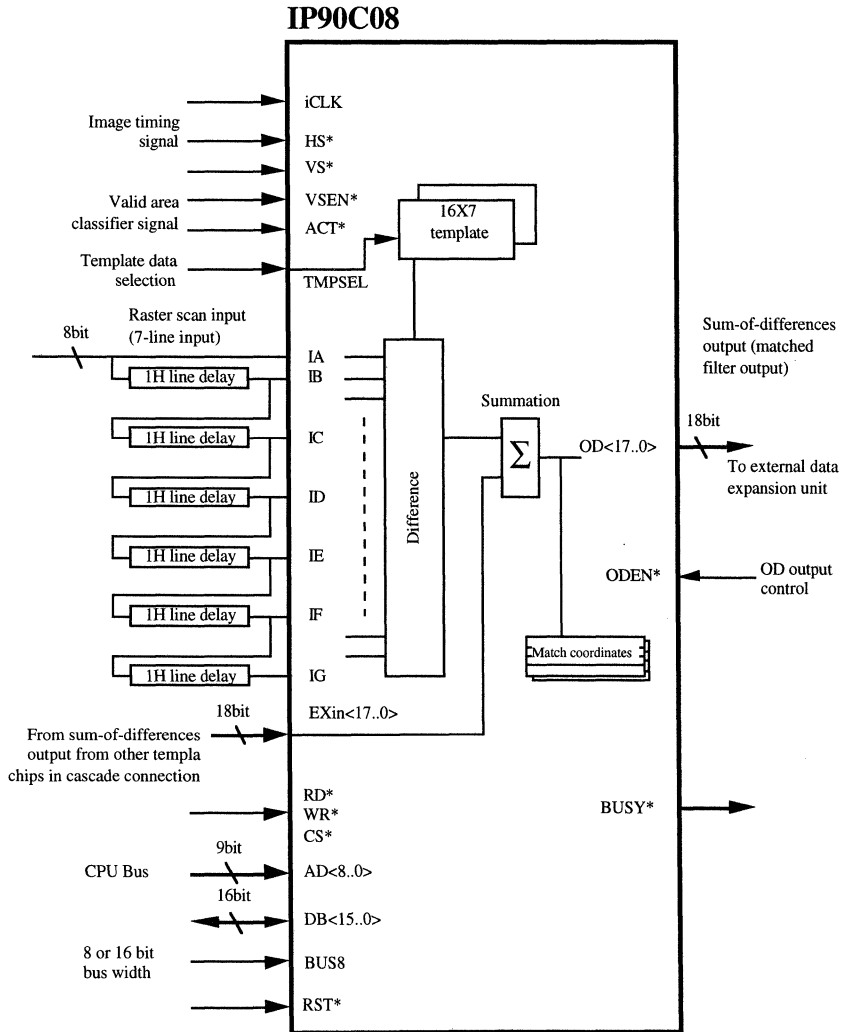 IP90C08
iCLK
Image timing
signal
HS*
VS*
VSEN*
Valid area
classifier signal
ACT*
16X7
template
Template data
selection
TMPSEL
Raster scan input
(7-line input)
8bit
IA
1H line delay
IB
1H line delay
IC
1H line delay
ID
1H line delay
IE
1H line delay
IF
1H line delay
IG
Difference
Summation
Σ
OD<17..0>
Sum-of-differences
output (matched
filter output)
18bit
To external data
expansion unit
ODEN*
OD output
control
Match coordinates
18bit
EXin<17..0>
From sum-of-differences
output from other templa
chips in cascade connection
RD*
WR*
CS*
BUSY*
9bit
CPU Bus
AD<8..0>
16bit
DB<15..0>
8 or 16 bit
bus width
BUS8
RST*